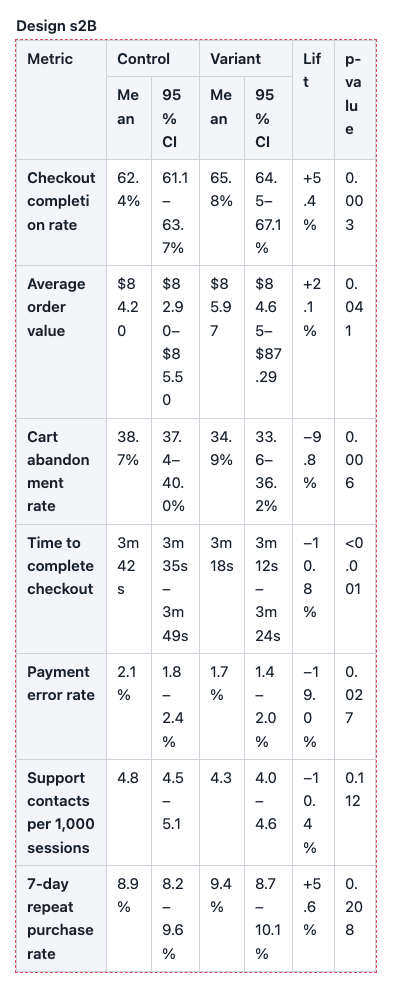 Design s2B
Metric
Control
Variant
Lif
t
p-
va
lu
e
Me
an
95
%
CI
Me
an
95
%
CI
Checkout
completi
on rate
62.
4%
61.1
–
63.
7%
65.
8%
64.
5–
67.1
%
+5
.4
%
0.
00
3
Average
order
value
$8
4.2
0
$8
2.9
0–
$8
5.5
0
$8
5.9
7
$8
4.6
5–
$87
.29
+2
.1
%
0.
04
1
Cart
abandon
ment
rate
38.
7%
37.
4–
40.
0%
34.
9%
33.
6–
36.
2%
−9
.8
%
0.
00
6
Time to
complete
checkout
3m
42
s
3m
35s
–
3m
49s
3m
18s
3m
12s
–
3m
24s
−1
0.
8
%
<0
.0
01
Payment
error rate
2.1
%
1.8
–
2.4
%
1.7
%
1.4
–
2.0
%
−1
9.
0
%
0.
02
7
Support
contacts
per 1,000
sessions
4.8
4.5
–
5.1
4.3
4.0
–
4.6
−1
0.
4
%
0.1
12
7-day
repeat
purchase
rate
8.9
%
8.2
–
9.6
%
9.4
%
8.7
–
10.1
%
+5
.6
%
0.
20
8